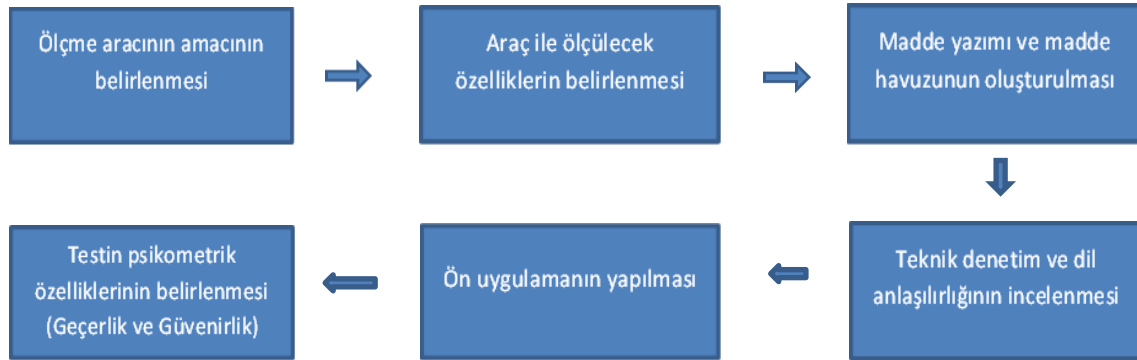 Ölçme aracının amacının
belirlenmesi
Araç ile ölçülecek
özelliklerin belirlenmesi
Madde yazımı ve madde
havuzunun oluşturulması
Teknik denetim ve dil
anlaşılırlığının incelenmesi
Ön uygulamanın yapılması
Testin psikometrik
özelliklerinin belirlenmesi
(Geçerlik ve Güvenirlik)